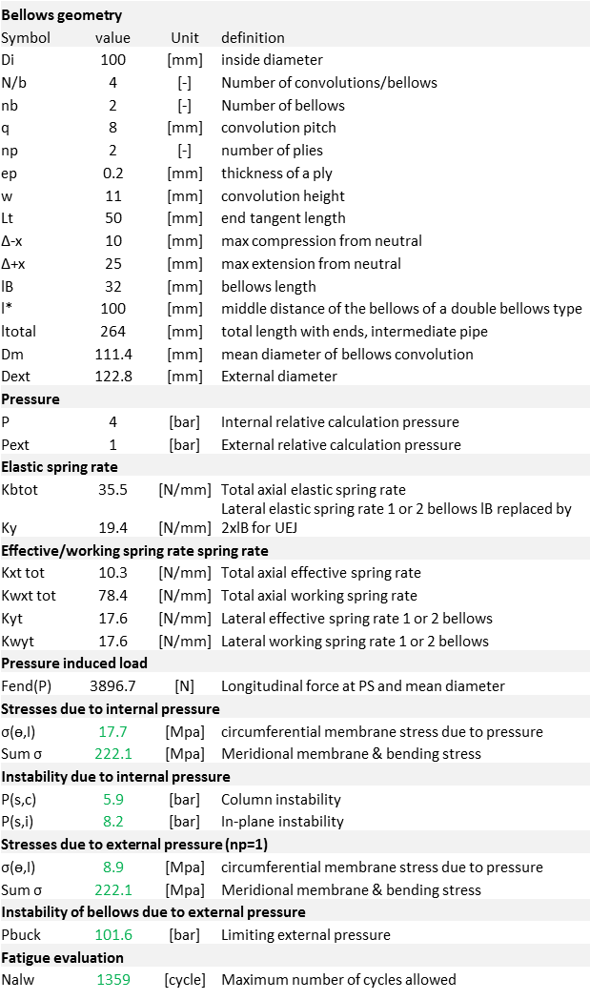 Bellows geometry
Symbol value Unit definition
Di 100 [mm] inside diameter
N/b 4 [-] Number of convolutions/bellows
nb 2 [-] Number of bellows
q 8 [mm] convolution pitch
np 2 [-] number of plies
ep 0.2 [mm] thickness of a ply
w 11 [mm] convolution height
Lt 50 [mm] end tangent length
Δ-x 10 [mm] max compression from neutral
Δ+x 25 [mm] max extension from neutral
lB 32 [mm] bellows length
l* 100 [mm] middle distance of the bellows of a double bellows type
ltotal 264 [mm] total length with ends, intermediate pipe
Dm 111.4 [mm] mean diameter of bellows convolution
Dext 122.8 [mm] External diameter
Pressure
P 4 [bar] Internal relative calculation pressure
Pext 1 [bar] External relative calculation pressure
Elastic spring rate
Kbtot 35.5 [N/mm] Total axial elastic spring rate
Lateral elastic spring rate 1 or 2 bellows lB replaced by
Ky 19.4 [N/mm] 2xlB for UEJ
Effective/working spring rate spring rate
Kxt tot 10.3 [N/mm] Total axial effective spring rate
Kwxt tot 78.4 [N/mm] Total axial working spring rate
Kyt 17.6 [N/mm] Lateral effective spring rate 1 or 2 bellows
Kwyt 17.6 [N/mm] Lateral working spring rate 1 or 2 bellows
Pressure induced load
Fend(P) 3896.7 [N] Longitudinal force at PS and mean diameter
Stresses due to internal pressure
σ(ɵ,I) 17.7 [Mpa] circumferential membrane stress due to pressure
Sum σ 222.1 [Mpa] Meridional membrane & bending stress
Instability due to internal pressure
P(s,c) 5.9 [bar] Column instability
P(s,i) 8.2 [bar] In-plane instability
Stresses due to external pressure (np=1)
σ(ɵ,I) 8.9 [Mpa] circumferential membrane stress due to pressure
Sum σ 222.1 [Mpa] Meridional membrane & bending stress
Instability of bellows due to external pressure
Pbuck 101.6 [bar] Limiting external pressure
Fatigue evaluation
Nalw 1359 [cycle] Maximum number of cycles allowed